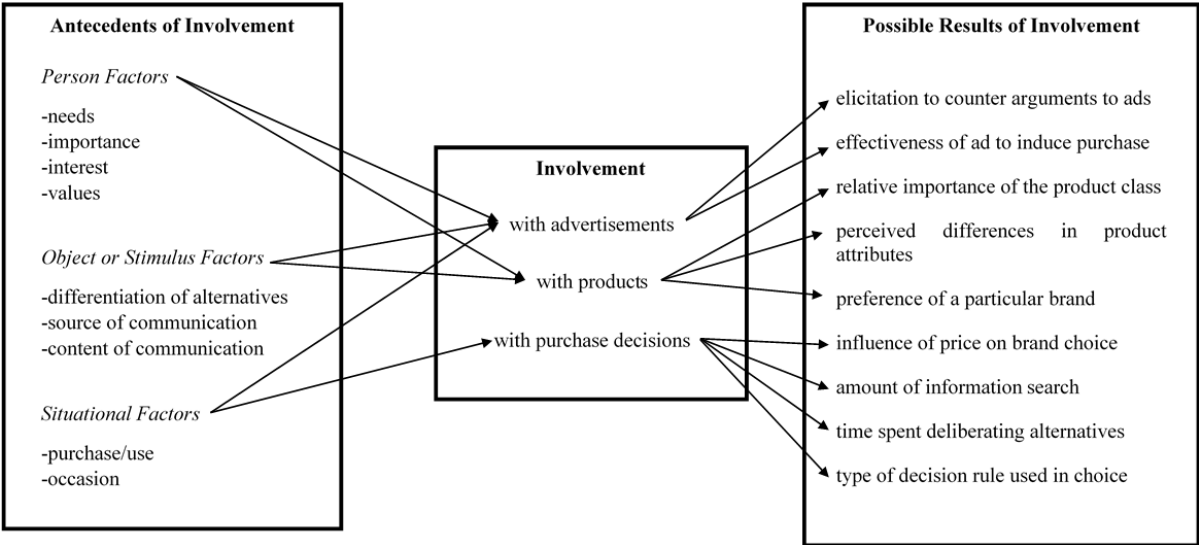 Antecedents of Involvement
Person Factors
-needs
-importance
-interest
-values
Object or Stimulus Factors
-differentiation of alternatives
-source of communication
-content of communication
Situational Factors
-purchase/use
-occasion
Involvement
with advertisements
with products
with purchase decisions
Possible Results of Involvement
elicitation to counter arguments to ads
effectiveness of ad to induce purchase
relative importance of the product class
perceived differences in product
attributes
preference of a particular brand
influence of price on brand choice
amount of information search
time spent deliberating alternatives
type of decision rule used in choice